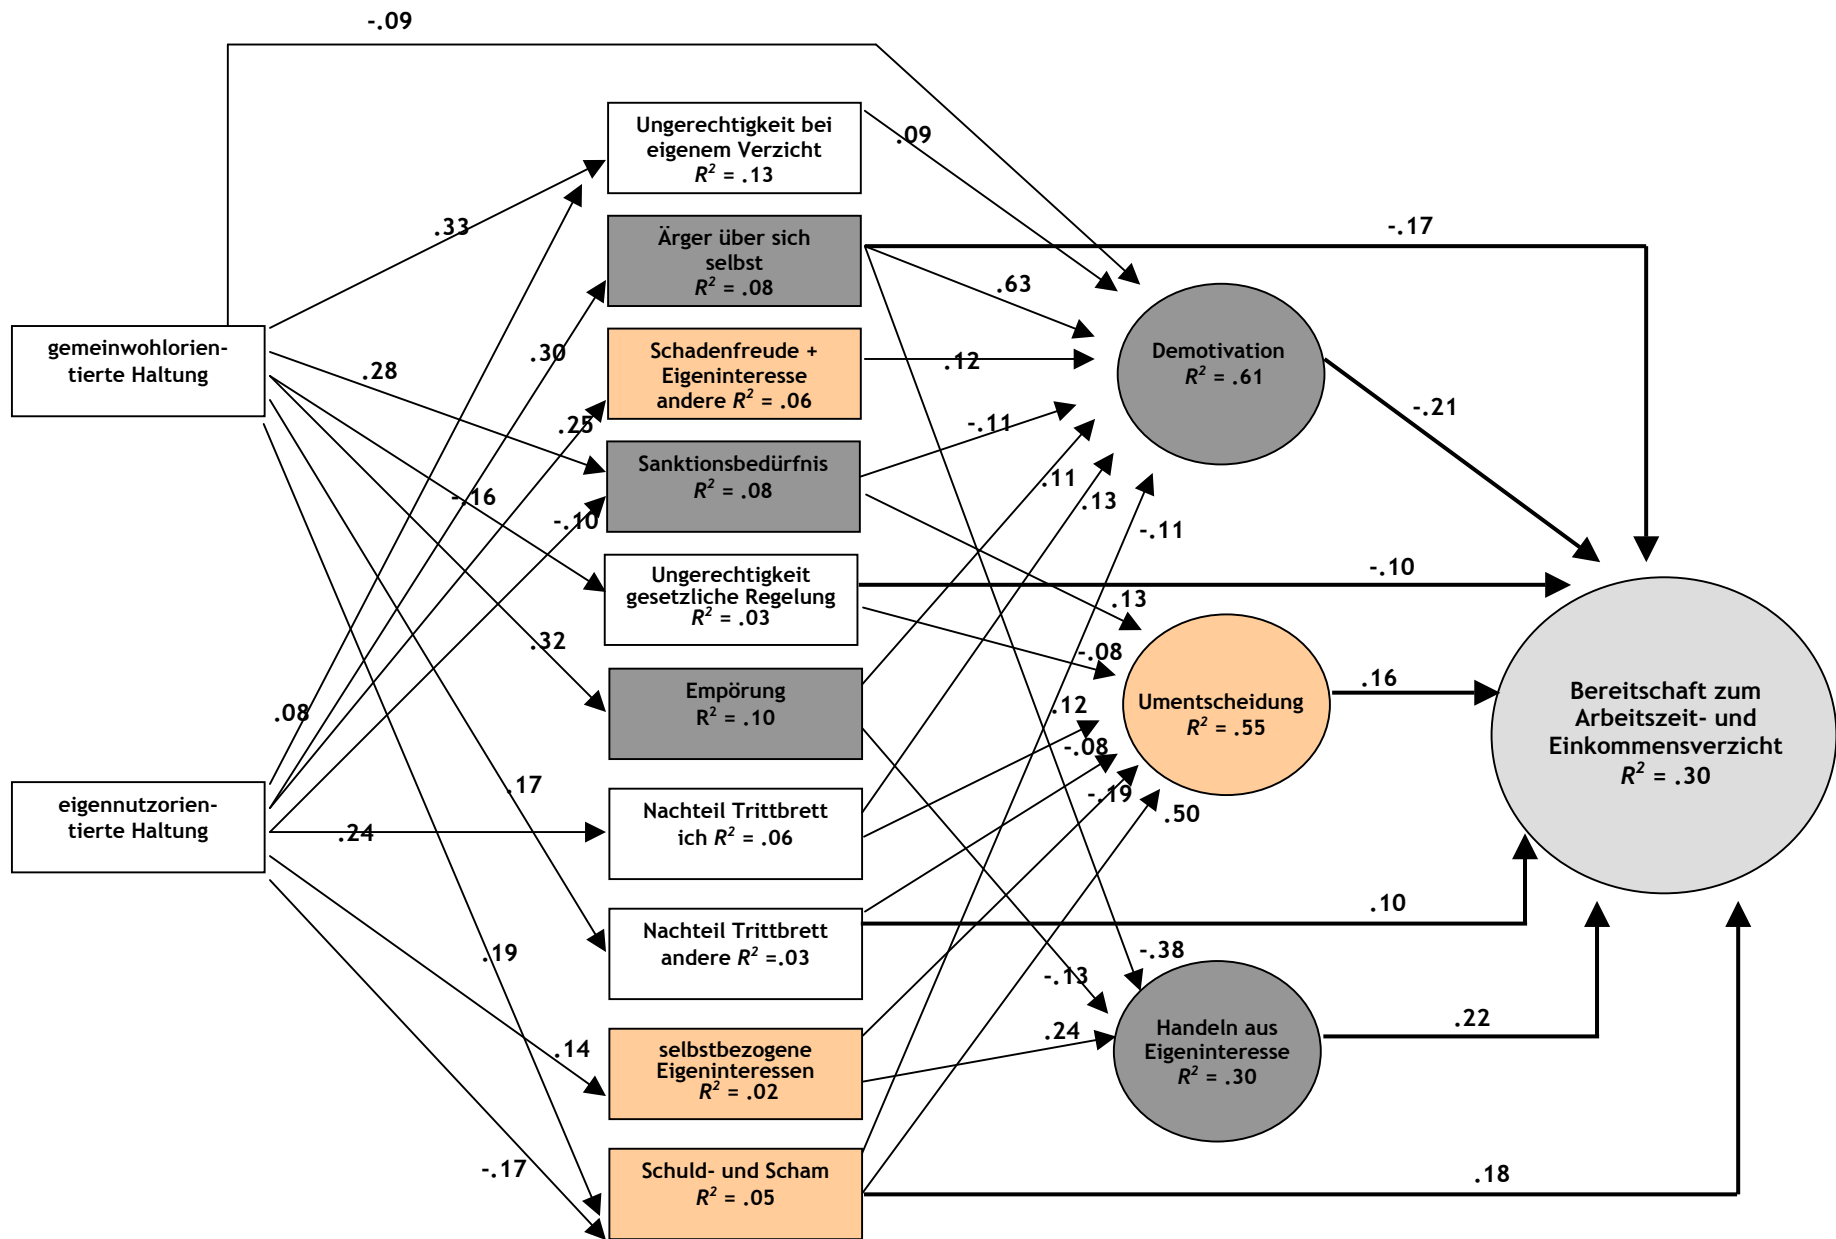 -.09
Ungerechtigkeit bei
eigenem Verzicht
R² = .13
.09
.33
Ärger über sich
selbst
R² = .08
-.17
.63
gemeinwohlorien-
tierte Haltung
.30
.28
Schadenfreude +
Eigeninteresse
andere R² = .06
.12
Demotivation
R² = .61
.25
-.21
-.11
Sanktionsbedürfnis
R² = .08
-.16
-.10
.11
.13
-.11
Ungerechtigkeit
gesetzliche Regelung
R² = .03
-.10
.13
.32
-.08
Empörung
R² = .10
.08
.12
-.08
Umentscheidung
R² = .55
.16
Bereitschaft zum
Arbeitszeit- und
Einkommensverzicht
R² = .30
eigennutzorien-
tierte Haltung
.17
.24
Nachteil Trittbrett
ich R² = .06
-.19
.50
Nachteil Trittbrett
andere R² =.03
.10
.19
-.38
-.13
.14
selbstbezogene
Eigeninteressen
R² = .02
.24
Handeln aus
Eigeninteresse
R² = .30
.22
-.17
Schuld- und Scham
R² = .05
.18